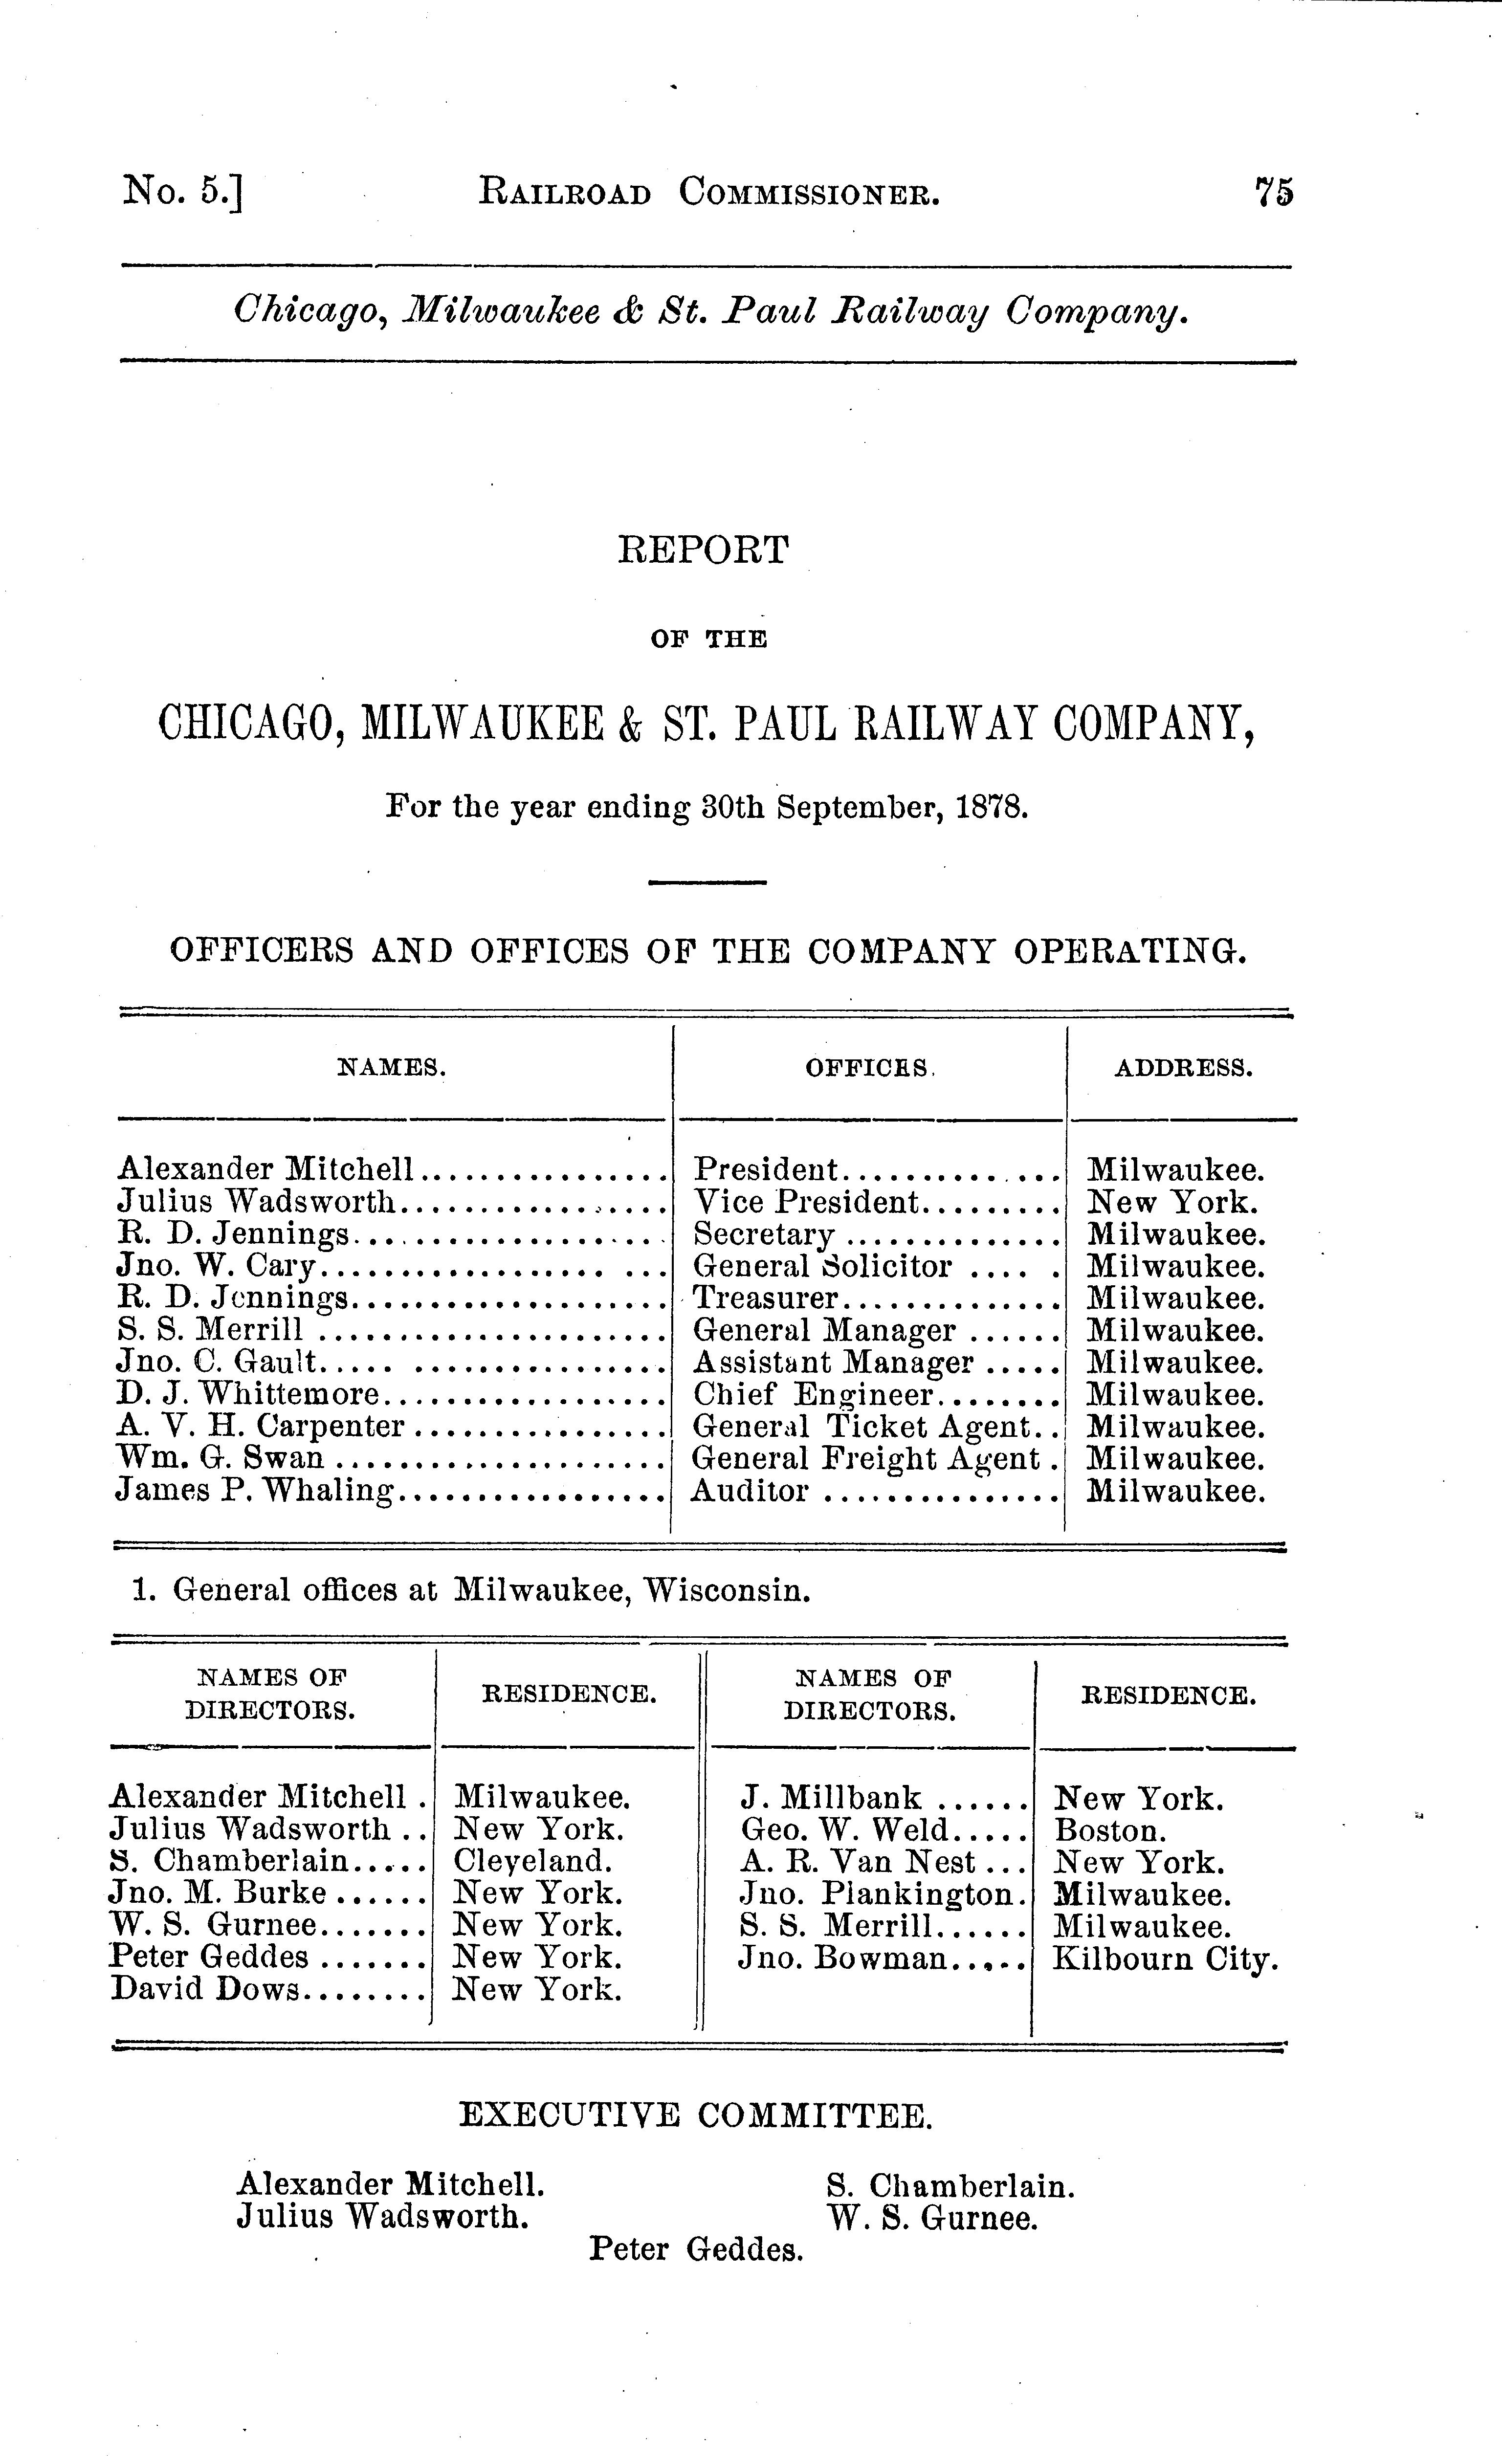 No. 5.] RAILROAD COMMISSIONER. 75
Chicago, Milwaukee & St. Paul Railway Company.
REPORT
OF THE
CHICAGO, MILWAUKEE & ST. PAUL RAILWAY COMPANY,
For the year ending 30th September, 1878.
OFFICERS AND OFFICES OF THE COMPANY OPERATING.
NAMES. OFFICES. ADDRESS.
Alexander Mitchell................ President.............. Milwaukee.
Julius Wadsworth................. Vice President......... New York.
R. D. Jennings.................... Secretary .............. Milwaukee.
Jno. W. Cary.................. ... General Solicitor .... . Milwaukee.
R. D. Jennings.................... Treasurer.............. Milwaukee.
S. S. Merrill ...................... General Manager ...... Milwaukee.
Jno. C. Gault..... ................ Assistant Manager ..... Milwaukee.
D. J. Whittemore.................. Chief Engineer........ Milwaukee.
A. V. H. Carpenter ................ General Ticket Agent.. Milwaukee.
Wm. G. Swan ..................... General Freight Agent . Milwaukee.
James P. Whaling................. Auditor ............... Milwaukee.
1. General offices at Milwaukee, Wisconsin.
NAMES OF DIRECTORS. RESIDENCE. NAMES OF DIRECTORS. RESIDENCE.
Alexander Mitchell . Milwaukee. J. Millbank ...... New York.
Julius Wadsworth .. New York. Geo. W. Weld..... Boston.
S. Chamberlain..... Cleveland. A. R. Van Nest ... New York.
Jno. M. Burke ...... New York. Jno. Plankington. Milwaukee.
W. S. Gurnee....... New York. S. S. Merrill...... Milwaukee.
Peter Geddes ....... New York. Jno. Bowman..... Kilbourn City.
David Dows........ New York.
EXECUTIVE COMMITTEE.
Alexander Mitchell. S. Chamberlain.
Julius Wadsworth. W. S. Gurnee.
Peter Geddes.